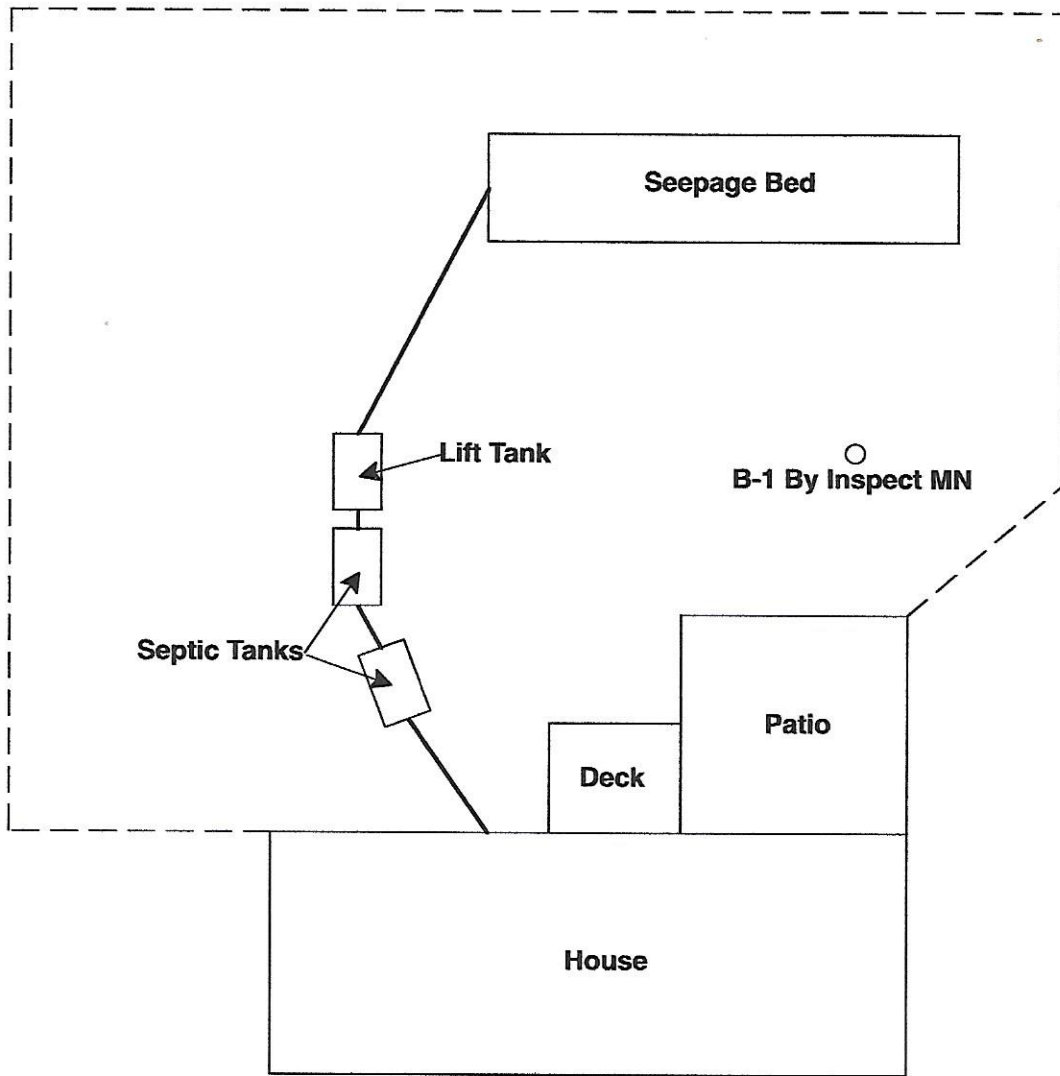 Seepage Bed
Lift Tank
B-1 By Inspect MN
Septic Tanks
Patio
Deck
House